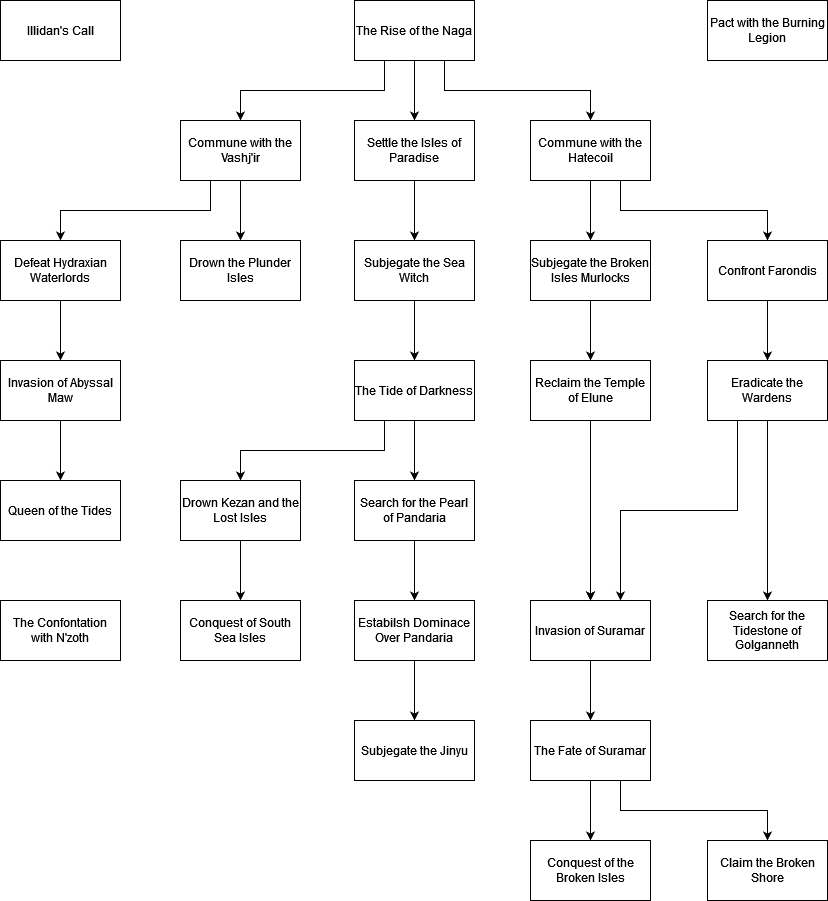 Illidan's Call
The Rise of the Naga
Pact with the Burning
Legion
Commune with the
Vashj'ir
Settle the Isles of
Paradise
Commune with the
Hatecoil
Defeat Hydraxian
Waterlords
Drown the Plunder
Isles
Subjegate the Sea
Witch
Subjegate the Broken
Isles Murlocks
Confront Farondis
Invasion of Abyssal
Maw
The Tide of Darkness
Reclaim the Temple
of Elune
Eradicate the
Wardens
Queen of the Tides
Drown Kezan and the
Lost Isles
Search for the Pearl
of Pandaria
The Confontation
with N'zoth
Conquest of South
Sea Isles
Estabilsh Dominace
Over Pandaria
Invasion of Suramar
Search for the
Tidestone of
Golganneth
Subjegate the Jinyu
The Fate of Suramar
Conquest of the
Broken Isles
Claim the Broken
Shore